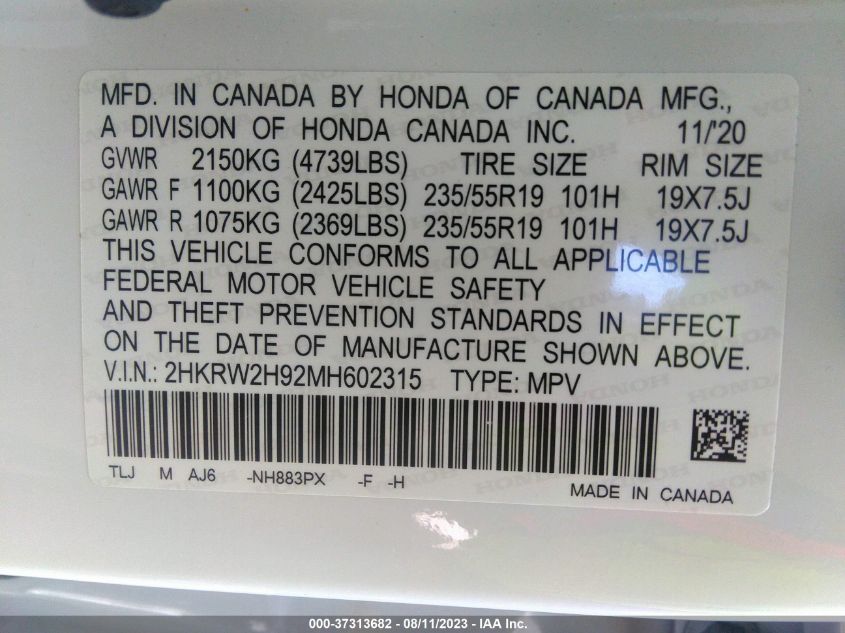 MFD. IN CANADA BY HONDA OF CANADA MFG.,
A DIVISION OF HONDA CANADA INC. 11/'20
GVWR 2150KG (4739LBS) TIRE SIZE RIM SIZE
GAWR F 1100KG (2425LBS) 235/55R19 101H 19X7.5J
GAWR R 1075KG (2369LBS) 235/55R19 101H 19X7.5J
THIS VEHICLE CONFORMS TO ALL APPLICABLE
FEDERAL MOTOR VEHICLE SAFETY
AND THEFT PREVENTION STANDARDS IN EFFECT
ON THE DATE OF MANUFACTURE SHOWN ABOVE.
V.I.N.: 2HKRW2H92MH602315 TYPE: MPV
TLJ M AJ6 -NH883PX -F -H
MADE IN CANADA
000-37313682 - 08/11/2023 - IAA Inc.